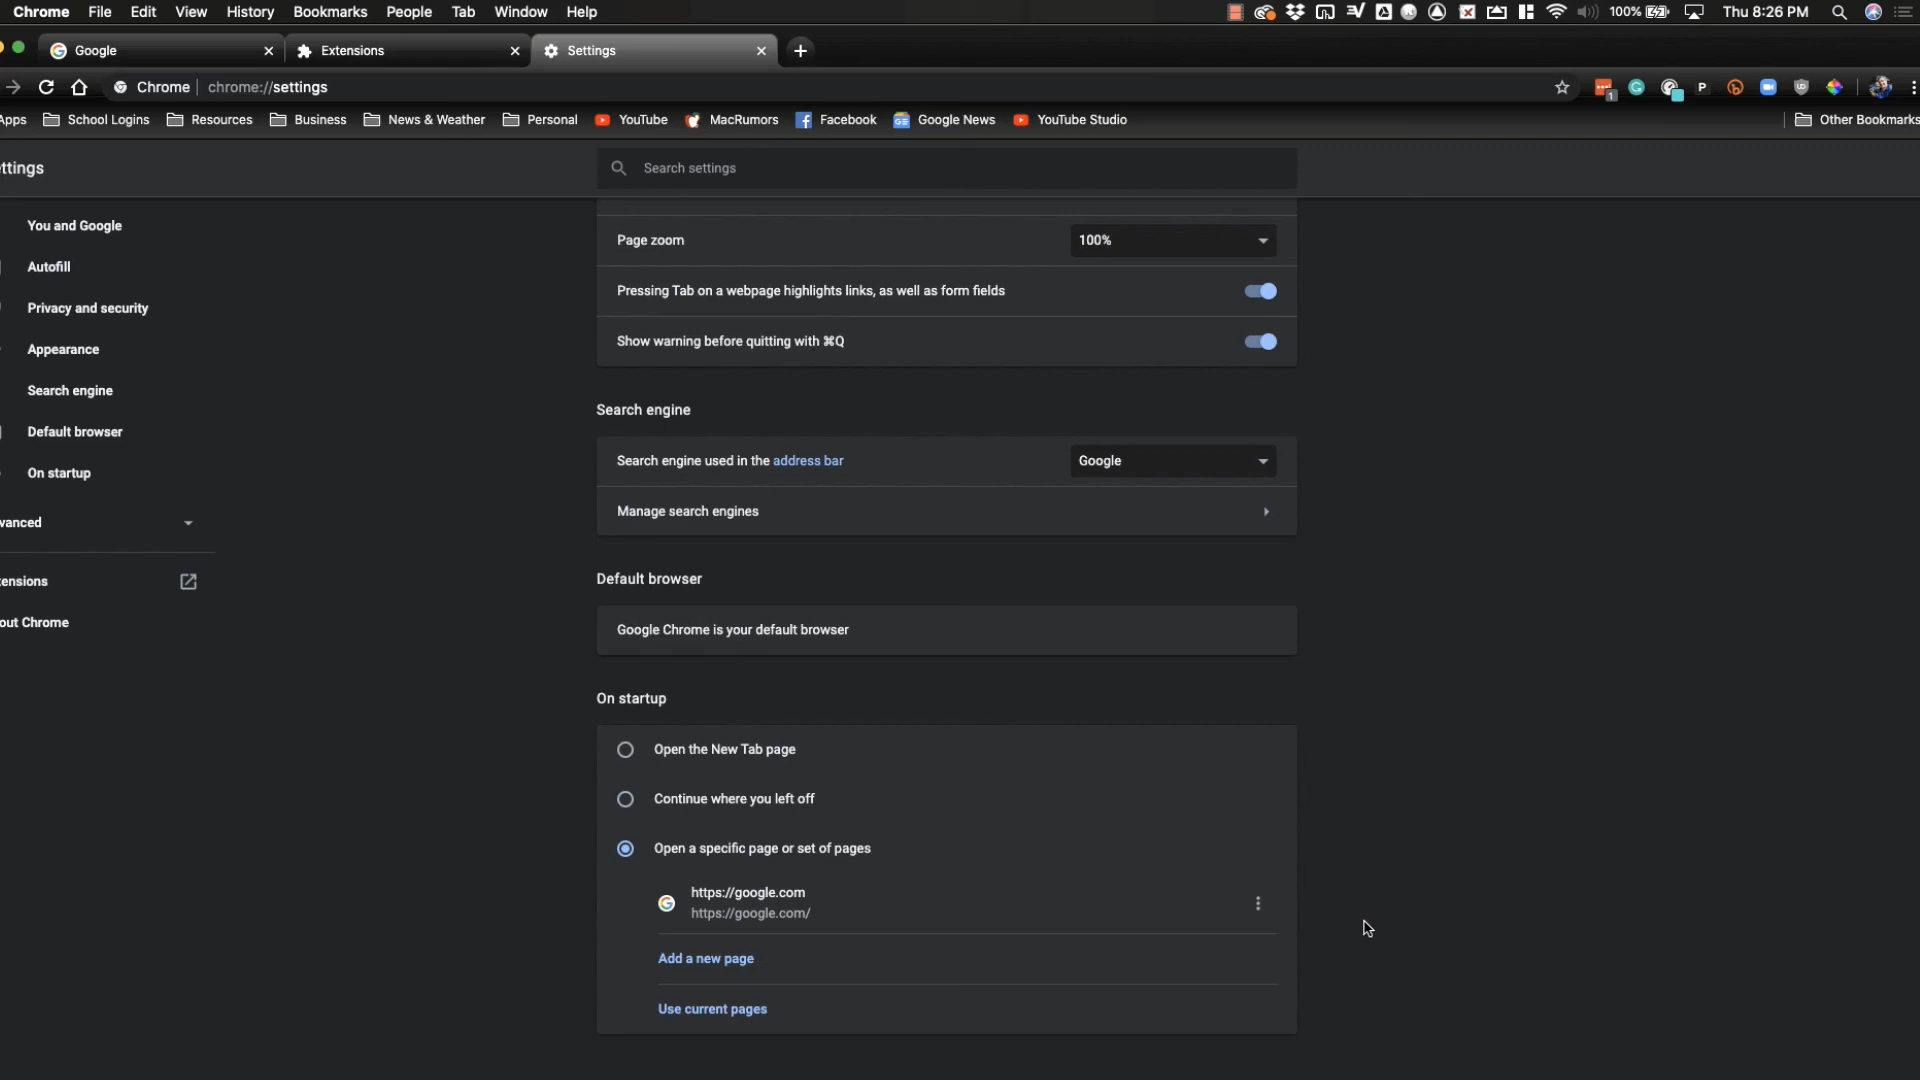 Chrome File Edit View History Bookmarks People Tab Window Help 100% Thu 8:26 PM
Google Extensions Settings
Chrome chrome://settings 1
Apps School Logins Resources Business News & Weather Personal YouTube MacRumors Facebook Google News YouTube Studio Other Bookmarks
ettings
Search settings
You and Google
Autofill
Privacy and security
Appearance
Search engine
Default browser
On startup
vanced
tensions
out Chrome
Page zoom 100%
Pressing Tab on a webpage highlights links, as well as form fields
Show warning before quitting with ⌘Q
Search engine
Search engine used in the address bar Google
Manage search engines
Default browser
Google Chrome is your default browser
On startup
Open the New Tab page
Continue where you left off
Open a specific page or set of pages
https://google.com
https://google.com/
Add a new page
Use current pages